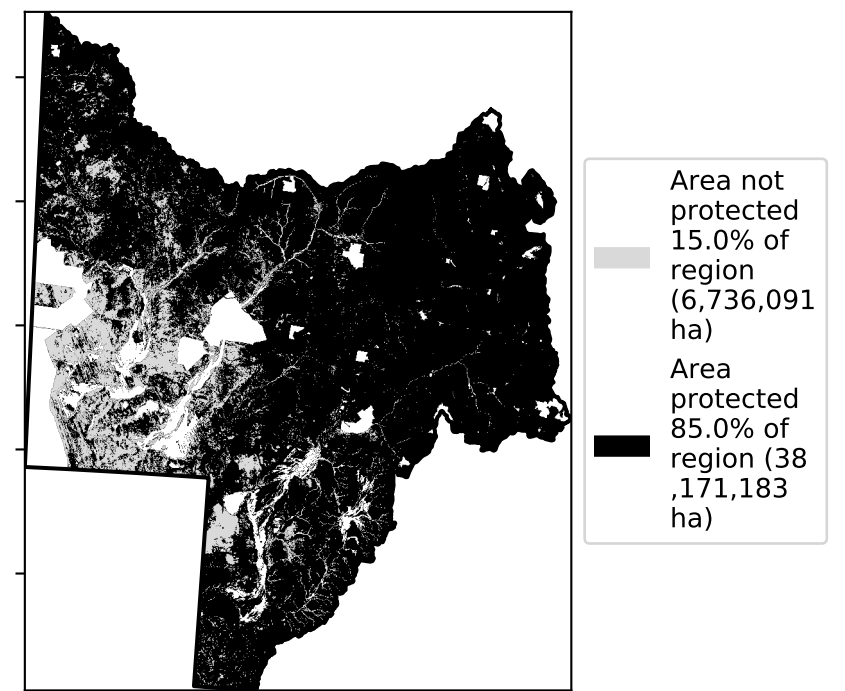 Area not
protected
15.0% of
region
(6,736,091
ha)
Area
protected
85.0% of
region (38
,171,183
ha)